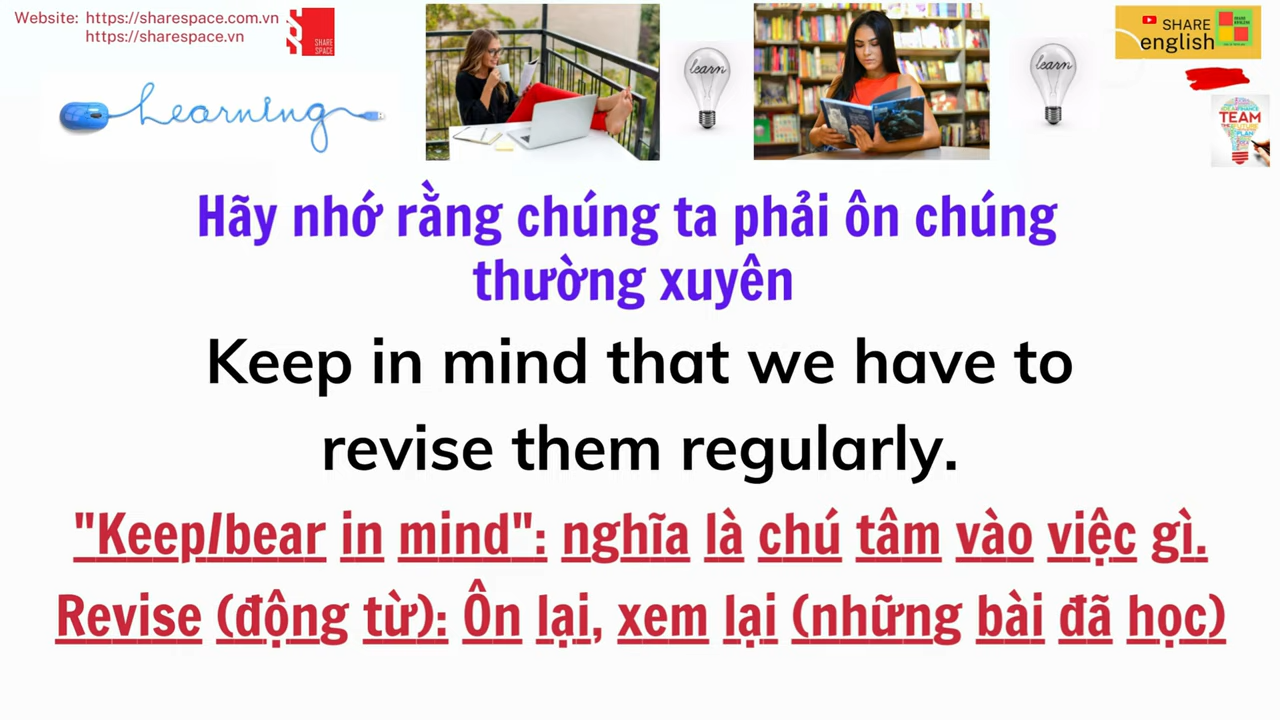 Website: https://sharespace.com.vn
https://sharespace.vn
SHARE
SPACE
SHARE
english
Learning
learn
learn
TEAM
PLAN
Hãy nhớ rằng chúng ta phải ôn chúng
thường xuyên
Keep in mind that we have to
revise them regularly.
"Keep/bear in mind": nghĩa là chú tâm vào việc gì.
Revise (động từ): Ôn lại, xem lại (những bài đã học)